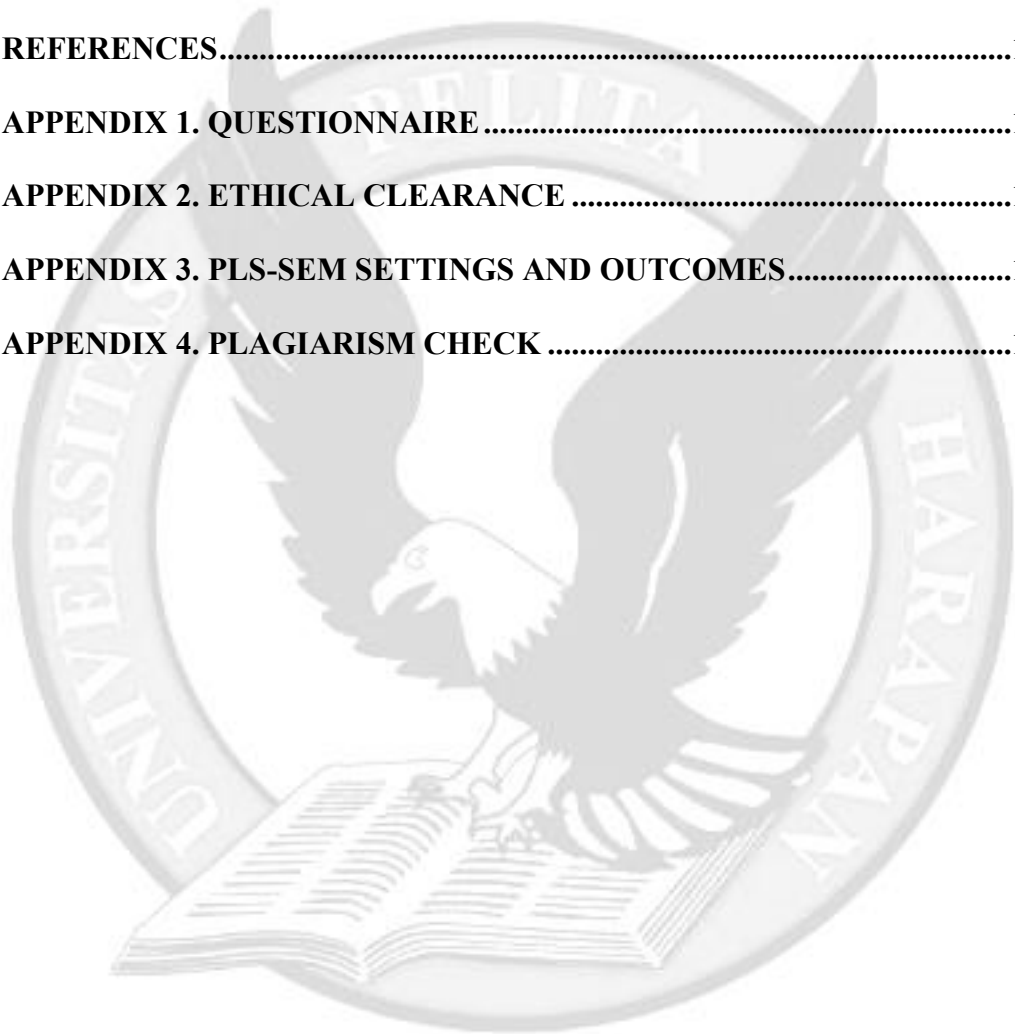 REFERENCES............................................................................................
APPENDIX 1. QUESTIONNAIRE............................................................
APPENDIX 2. ETHICAL CLEARANCE..................................................
APPENDIX 3. PLS-SEM SETTINGS AND OUTCOMES.........................
APPENDIX 4. PLAGIARISM CHECK.....................................................
UNIVERSITAS PELITA HARAPAN